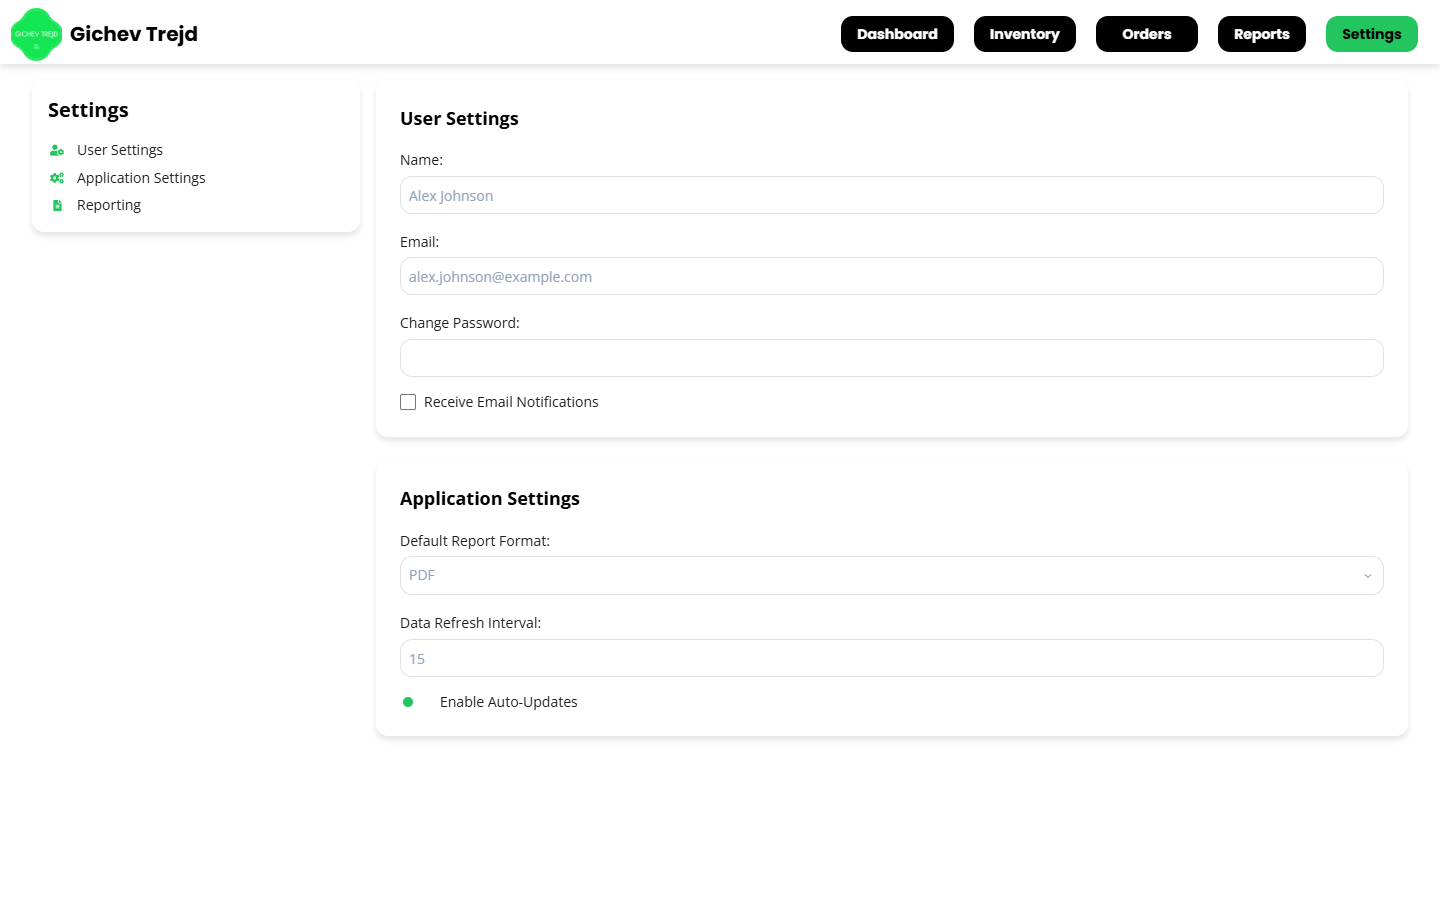 GICHEV TREJD
Gichev Trejd
Dashboard
Inventory
Orders
Reports
Settings
Settings
User Settings
Application Settings
Reporting
User Settings
Name:
Alex Johnson
Email:
alex.johnson@example.com
Change Password:
Receive Email Notifications
Application Settings
Default Report Format:
PDF
Data Refresh Interval:
15
Enable Auto-Updates